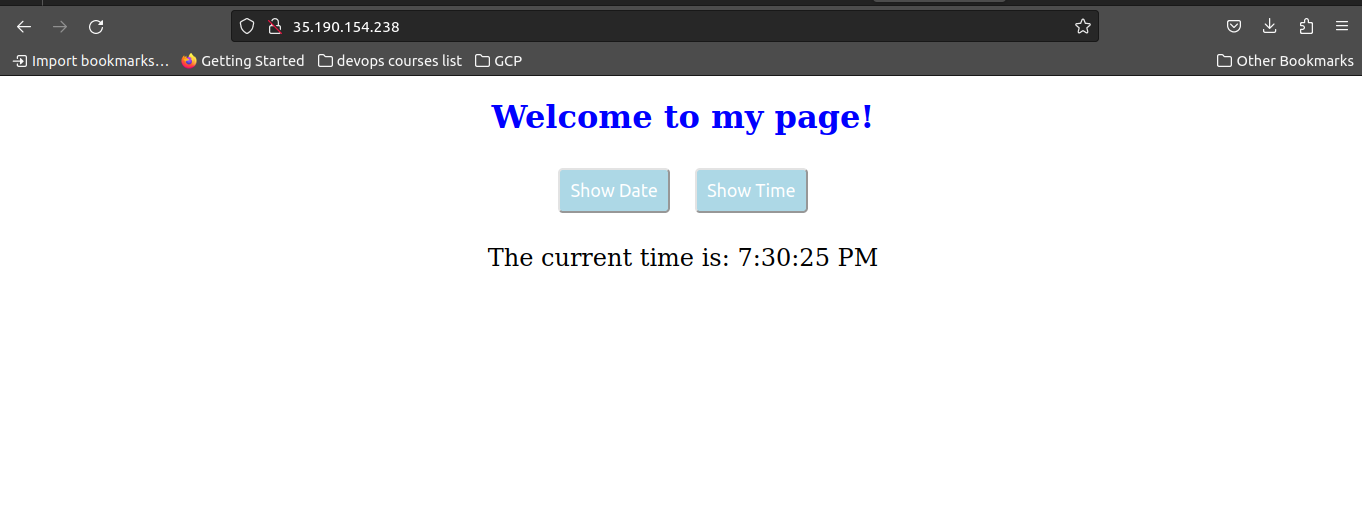 35.190.154.238
Import bookmarks… Getting Started devops courses list GCP Other Bookmarks
Welcome to my page!
Show Date Show Time
The current time is: 7:30:25 PM